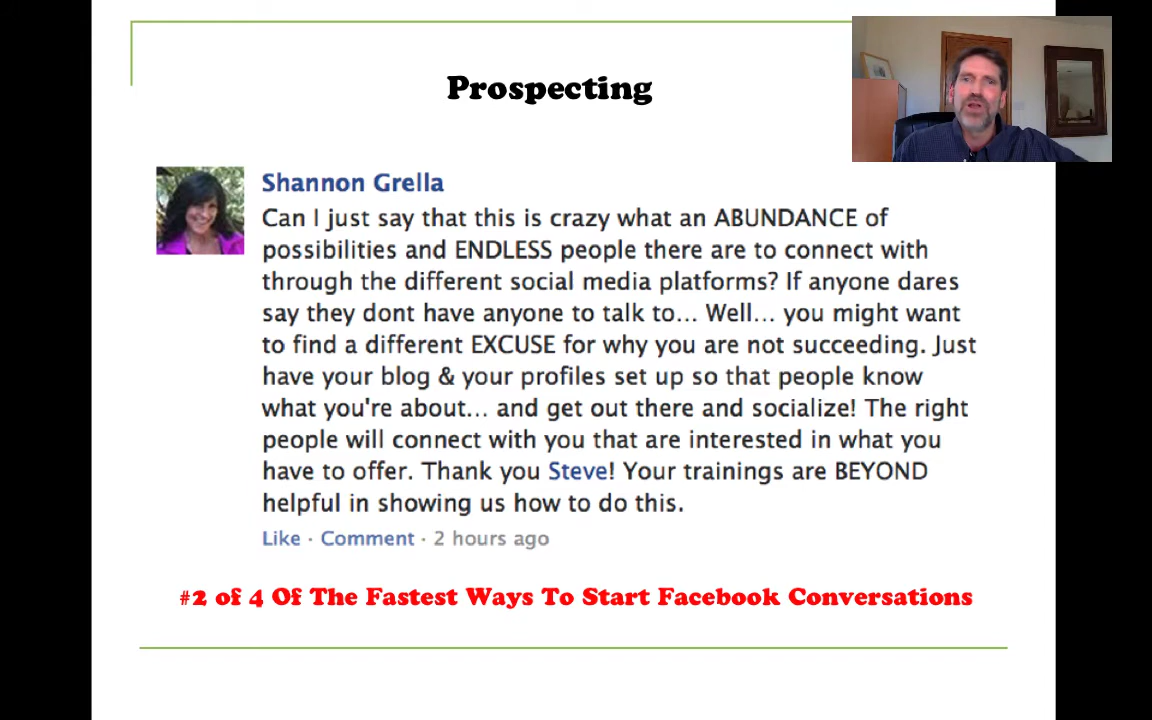 Prospecting
Shannon Grella
Can I just say that this is crazy what an ABUNDANCE of
possibilities and ENDLESS people there are to connect with
through the different social media platforms? If anyone dares
say they dont have anyone to talk to... Well... you might want
to find a different EXCUSE for why you are not succeeding. Just
have your blog & your profiles set up so that people know
what you're about... and get out there and socialize! The right
people will connect with you that are interested in what you
have to offer. Thank you Steve! Your trainings are BEYOND
helpful in showing us how to do this.
Like · Comment · 2 hours ago
#2 of 4 Of The Fastest Ways To Start Facebook Conversations